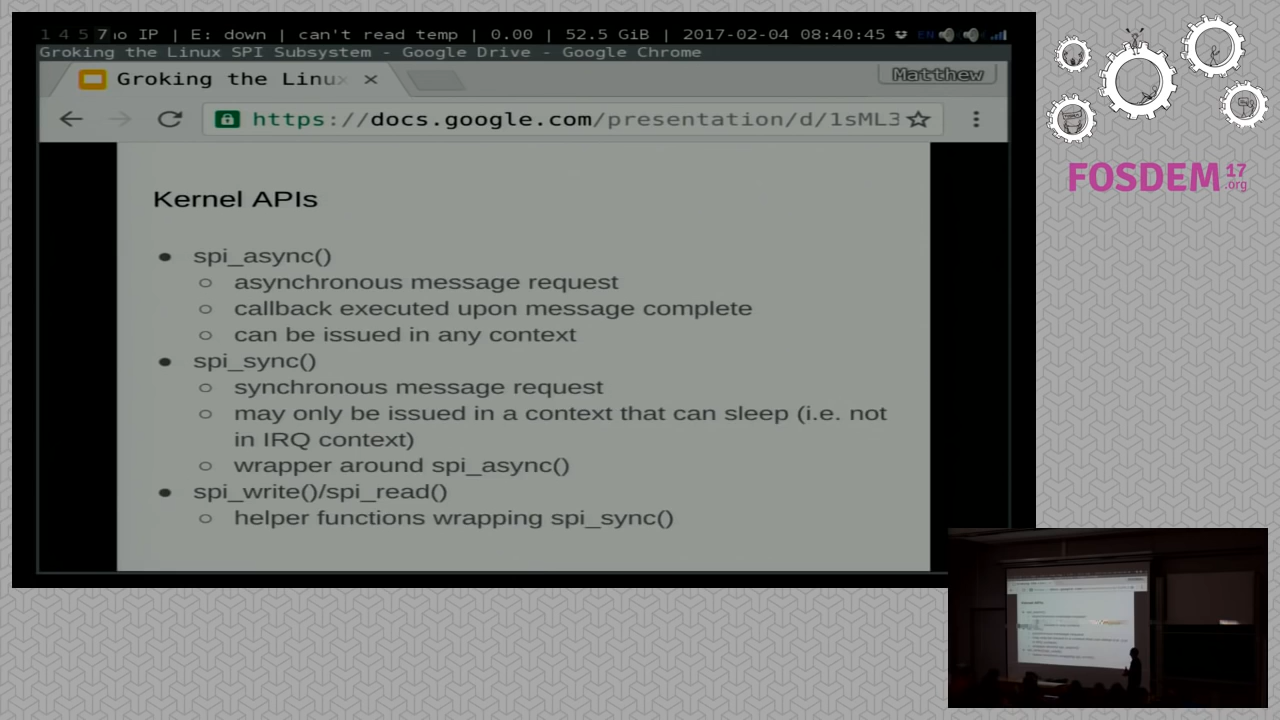 1 4 5 7 no IP | E: down | can't read temp | 0.00 | 52.5 GiB | 2017-02-04 08:40:45 EN
Groking the Linux SPI Subsystem - Google Drive - Google Chrome
Groking the Linux
Matthew
https://docs.google.com/presentation/d/1sML3
Kernel APIs
● spi_async()
○ asynchronous message request
○ callback executed upon message complete
○ can be issued in any context
● spi_sync()
○ synchronous message request
○ may only be issued in a context that can sleep (i.e. not
in IRQ context)
○ wrapper around spi_async()
● spi_write()/spi_read()
○ helper functions wrapping spi_sync()
FOSDEM 17
.org